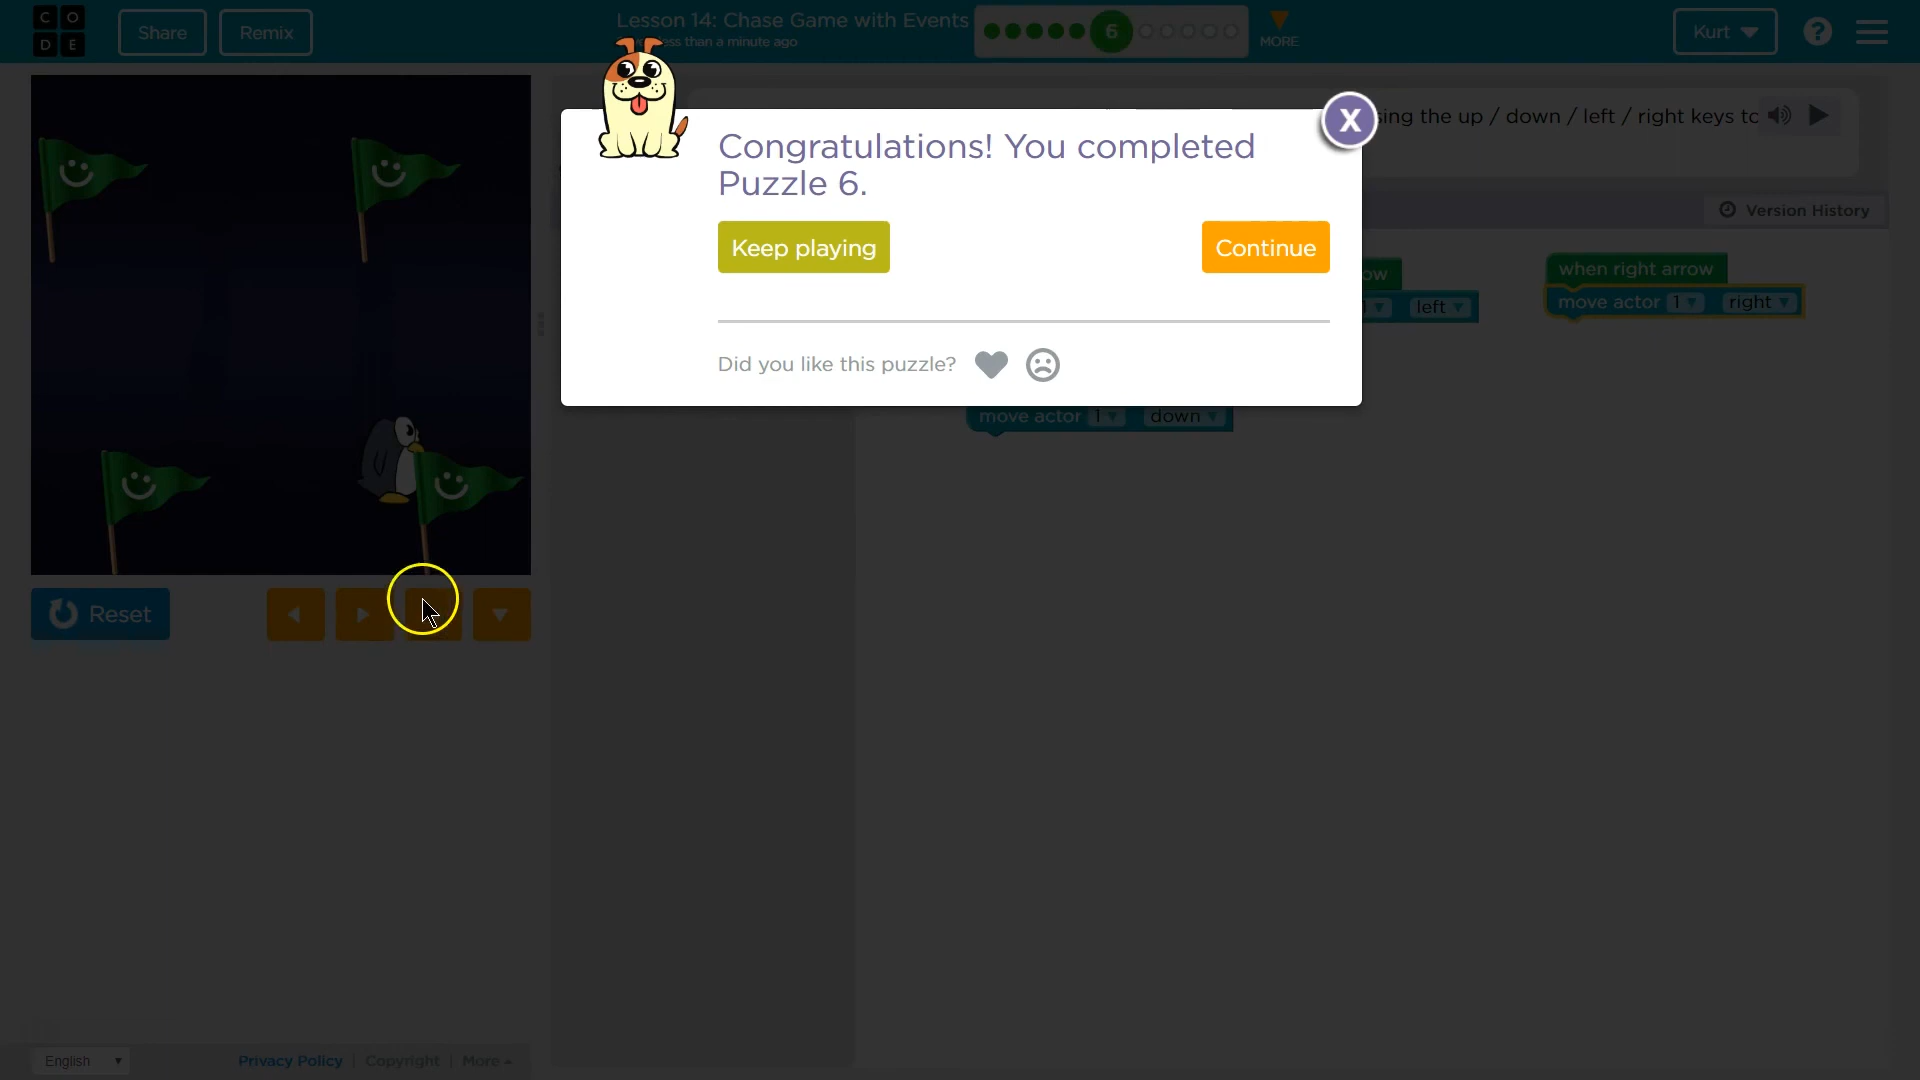 C O
D E
Share
Remix
Lesson 14: Chase Game with Events
less than a minute ago
6
MORE
Kurt
?
Congratulations! You completed
Puzzle 6.
X
ing the up / down / left / right keys to
Keep playing
Continue
Version History
Did you like this puzzle?
ow
left
when right arrow
move actor 1 right
move actor 1 down
Reset
English
Privacy Policy | Copyright | More